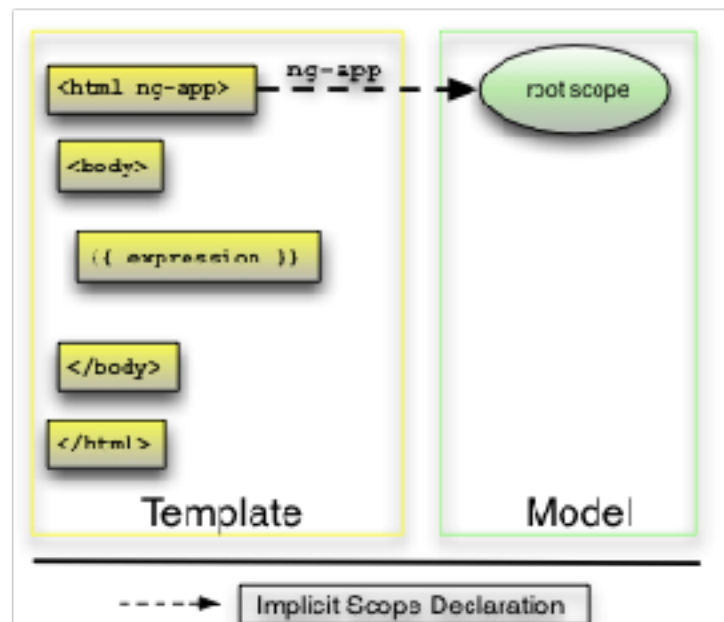 <html ng-app>
ng-app
root scope
<body>
{{ expression }}
</body>
</html>
Template
Model
Implicit Scope Declaration